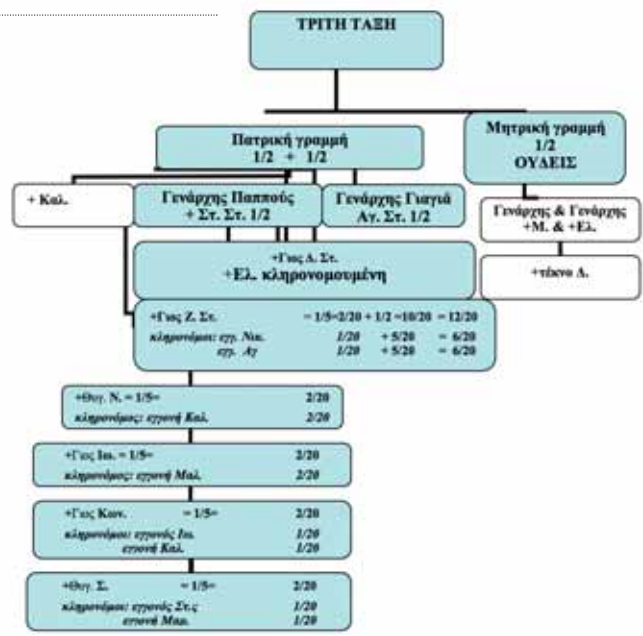 ΤΡΙΤΗ ΤΑΞΗ
Πατρική γραμμή
1/2 + 1/2
Μητρική γραμμή
1/2
ΟΥΔΕΙΣ
+ Καλ.
Γενάρχης Παππούς
+ Στ. Στ. 1/2
Γενάρχης Γιαγιά
Αγ. Στ. 1/2
Γενάρχης & Γενάρχης
+Μ. & +Ελ.
+τέκνο Δ.
+Γιος Δ. Στ.
+Ελ. κληρονομουμένη
+Γιος Ζ. Στ. = 1/5=2/20 + 1/2 =10/20 = 12/20
κληρονόμοι: εγγ. Νικ. 1/20 + 5/20 = 6/20
εγγ. Αγ 1/20 + 5/20 = 6/20
+Θυγ. Ν. = 1/5= 2/20
κληρονόμος: εγγονή Καλ. 2/20
+Γιος Ιω. = 1/5= 2/20
κληρονόμος: εγγονή Μαλ. 2/20
+Γιος Κων. = 1/5= 2/20
κληρονόμοι: εγγονός Ιω. 1/20
εγγονή Καλ. 1/20
+Θυγ. Σ. = 1/5= 2/20
κληρονόμοι: εγγονός Στ.ς 1/20
εγγονή Μαρ. 1/20